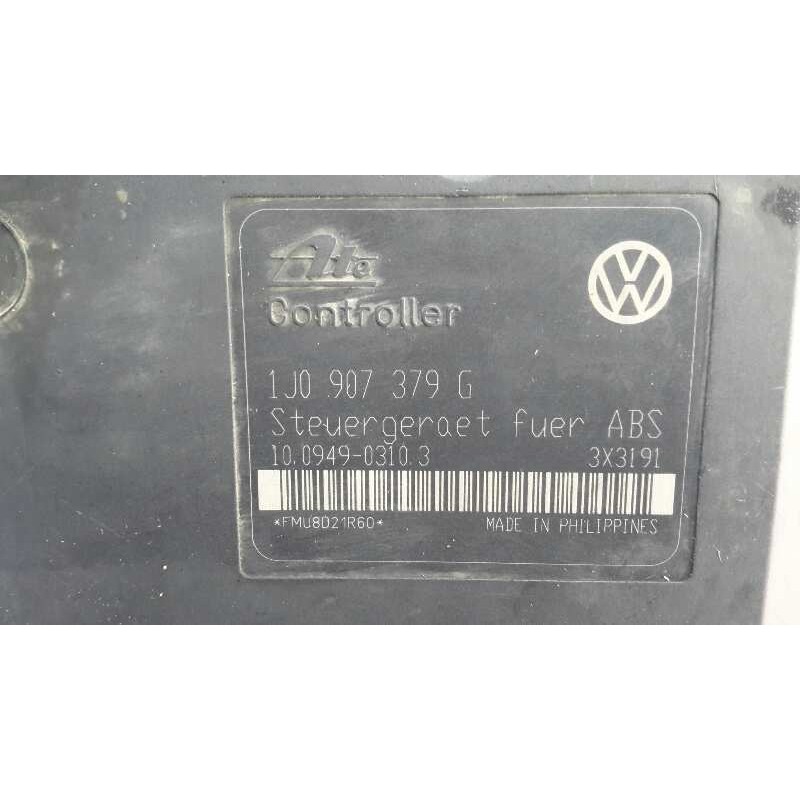 Ate
Controller
1J0 907 379 G
Steuergeraet fuer ABS
10.0949-0310.3 3X3191
*FMU8D21R60*
MADE IN PHILIPPINES